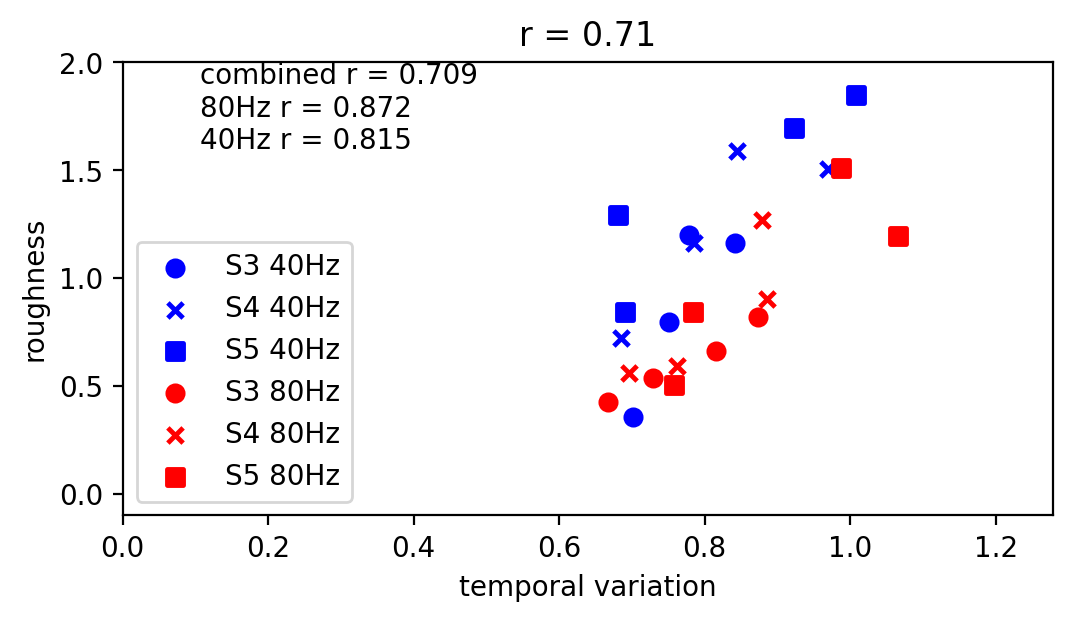 r = 0.71
combined r = 0.709
80Hz r = 0.872
40Hz r = 0.815
2.0
1.5
1.0
0.5
0.0
roughness
S3 40Hz
S4 40Hz
S5 40Hz
S3 80Hz
S4 80Hz
S5 80Hz
0.0 0.2 0.4 0.6 0.8 1.0 1.2
temporal variation